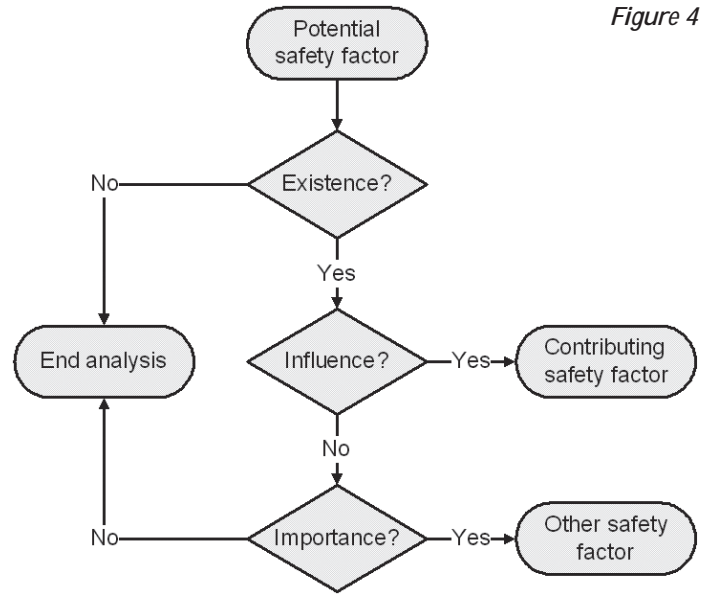 Figure 4
Potential
safety factor
No
Existence?
Yes
End analysis
Influence?
Yes
Contributing
safety factor
No
No
Importance?
Yes
Other safety
factor